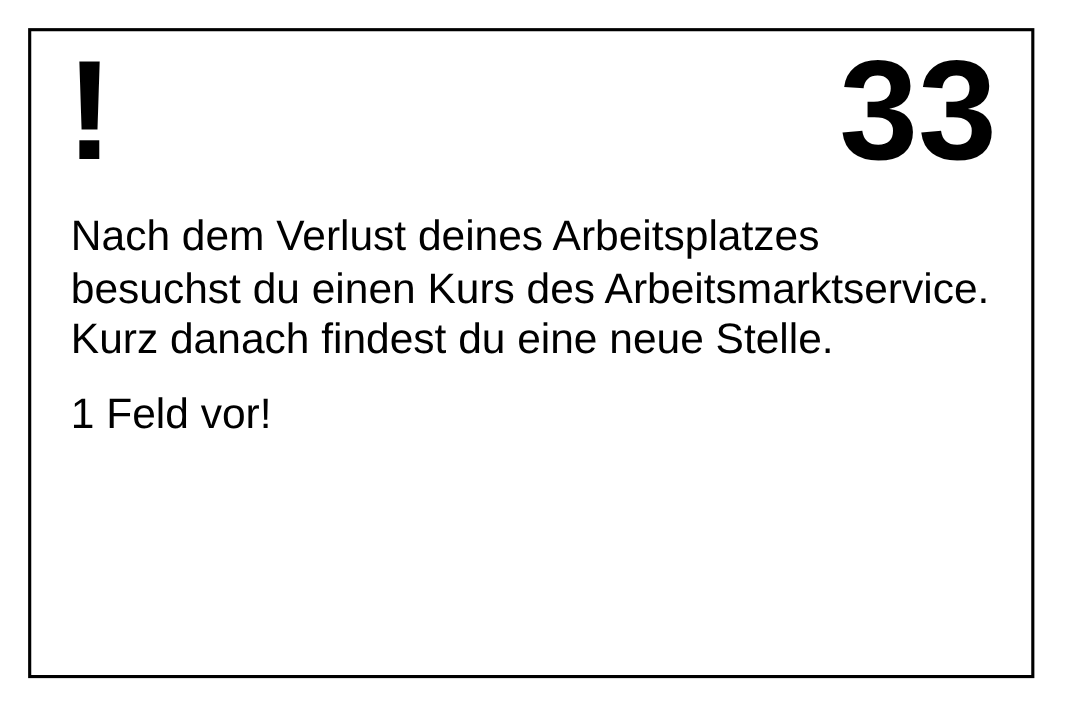 ! 33
Nach dem Verlust deines Arbeitsplatzes
besuchst du einen Kurs des Arbeitsmarktservice.
Kurz danach findest du eine neue Stelle.
1 Feld vor!